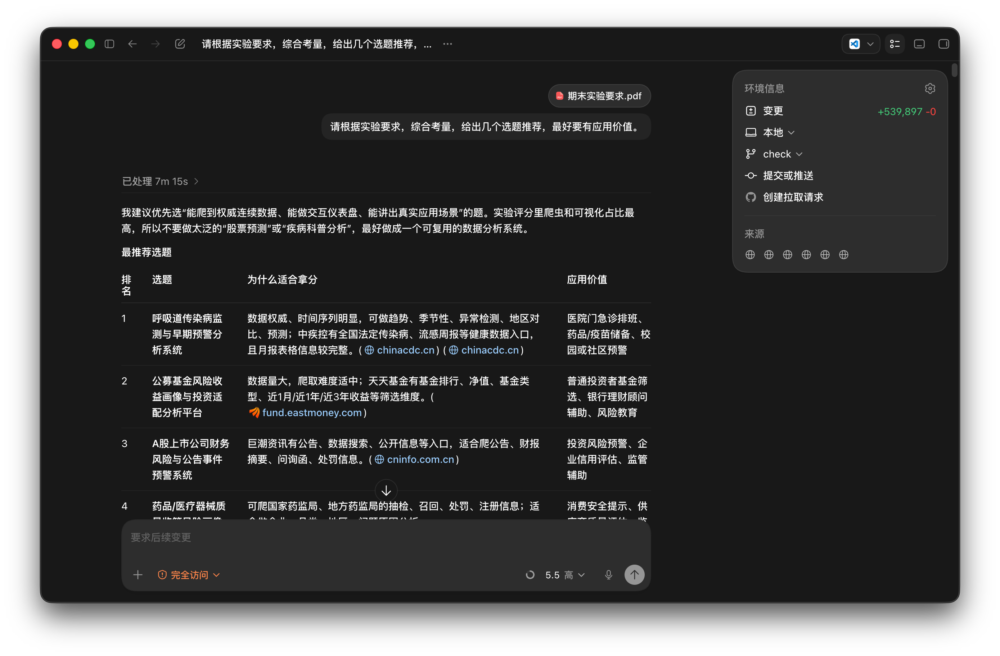 请根据实验要求，综合考量，给出几个选题推荐，...
期末实验要求.pdf
请根据实验要求，综合考量，给出几个选题推荐，最好要有应用价值。
已处理 7m 15s
我建议优先选“能爬到权威连续数据、能做交互仪表盘、能讲出真实应用场景”的题。实验评分里爬虫和可视化占比最
高，所以不要做太泛的“股票预测”或“疾病科普分析”，最好做成一个可复用的数据分析系统。
最推荐选题
排
名
选题
为什么适合拿分
应用价值
1
呼吸道传染病监
测与早期预警分
析系统
数据权威、时间序列明显，可做趋势、季节性、异常检测、地区对
比、预测；中疾控有全国法定传染病、流感周报等健康数据入口，
且月报表格信息较完整。( chinacdc.cn) ( chinacdc.cn)
医院门急诊排班、
药品/疫苗储备、校
园或社区预警
2
公募基金风险收
益画像与投资适
配分析平台
数据量大，爬取难度适中；天天基金有基金排行、净值、基金类
型、近1月/近1年/近3年收益等筛选维度。(
fund.eastmoney.com)
普通投资者基金筛
选、银行理财顾问
辅助、风险教育
3
A股上市公司财务
风险与公告事件
预警系统
巨潮资讯有公告、数据搜索、公开信息等入口，适合爬公告、财报
摘要、问询函、处罚信息。( cninfo.com.cn)
投资风险预警、企
业信用评估、监管
辅助
4
药品/医疗器械质
可爬国家药监局、地方药监局的抽检、召回、处罚、注册信息；适
消费安全提示、供
要求后续变更
完全访问
5.5 高
环境信息
变更
+539,897 -0
本地
check
提交或推送
创建拉取请求
来源